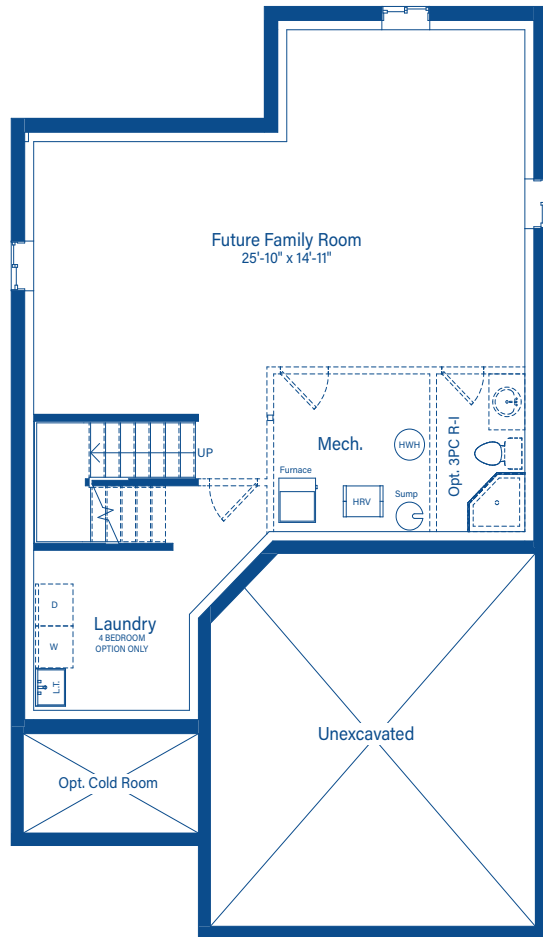 Future Family Room
25'-10" x 14'-11"
UP
Mech.
HWH
Opt. 3PC R-I
Furnace
HRV
Sump
D
W
L.T.
Laundry
4 BEDROOM
OPTION ONLY
Unexcavated
Opt. Cold Room